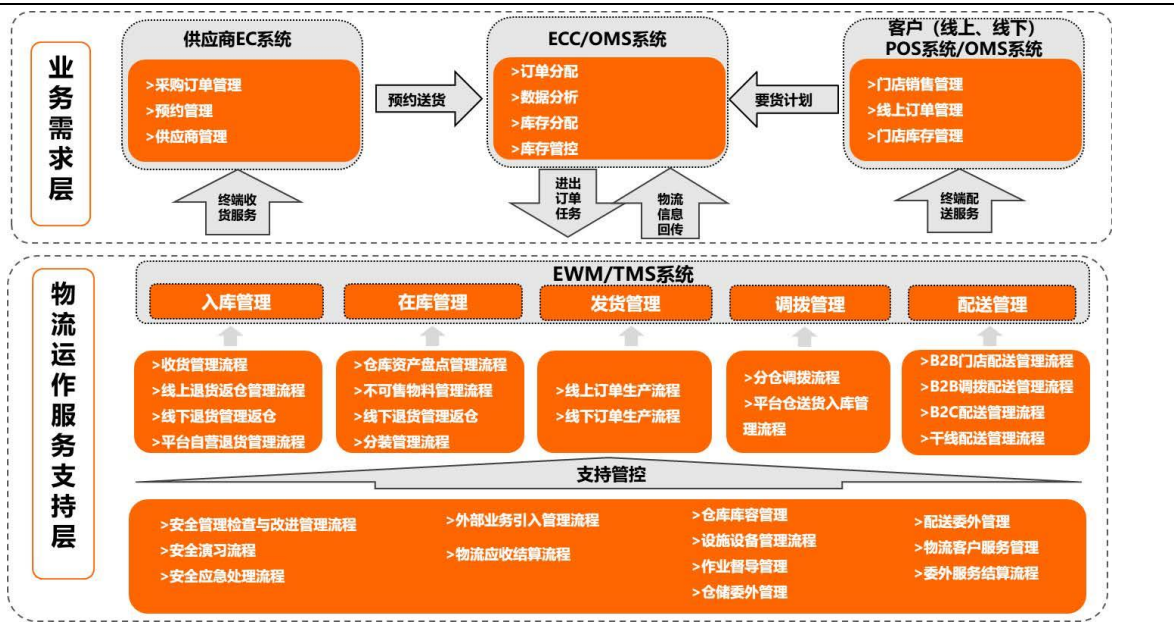 业务需求层
供应商EC系统
>采购订单管理
>预约管理
>供应商管理
预约送货
ECC/OMS系统
>订单分配
>数据分析
>库存分配
>库存管控
要货计划
客户（线上、线下）
POS系统/OMS系统
>门店销售管理
>线上订单管理
>门店库存管理
终端收
货服务
进出
订单
任务
物流
信息
回传
终端配
送服务
物流运作服务支持层
EWM/TMS系统
入库管理
在库管理
发货管理
调拨管理
配送管理
>收货管理流程
>线上退货返仓管理流程
>线下退货管理返仓
>平台自营退货管理流程
>仓库资产盘点管理流程
>不可售物料管理流程
>线下退货管理返仓
>分装管理流程
>线上订单生产流程
>线下订单生产流程
>分仓调拨流程
>平台仓送货入库管
理流程
>B2B门店配送管理流程
>B2B调拨配送管理流程
>B2C配送管理流程
>干线配送管理流程
支持管控
>安全管理检查与改进管理流程
>安全演习流程
>安全应急处理流程
>外部业务引入管理流程
>物流应收结算流程
>仓库库容管理
>设施设备管理流程
>作业督导管理
>仓储委外管理
>配送委外管理
>物流客户服务管理
>委外服务结算流程